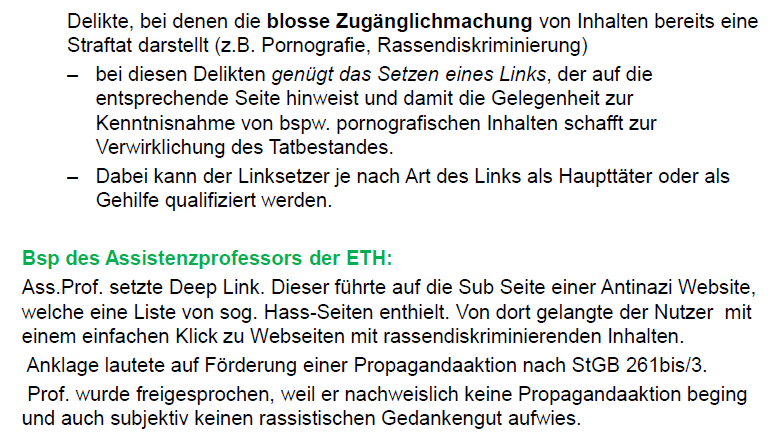 Delikte, bei denen die blosse Zugänglichmachung von Inhalten bereits eine
Straftat darstellt (z.B. Pornografie, Rassendiskriminierung)
– bei diesen Delikten genügt das Setzen eines Links, der auf die
entsprechende Seite hinweist und damit die Gelegenheit zur
Kenntnisnahme von bspw. pornografischen Inhalten schafft zur
Verwirklichung des Tatbestandes.
– Dabei kann der Linksetzer je nach Art des Links als Haupttäter oder als
Gehilfe qualifiziert werden.
Bsp des Assistenzprofessors der ETH:
Ass.Prof. setzte Deep Link. Dieser führte auf die Sub Seite einer Antinazi Website,
welche eine Liste von sog. Hass-Seiten enthielt. Von dort gelangte der Nutzer mit
einem einfachen Klick zu Webseiten mit rassendiskriminierenden Inhalten.
Anklage lautete auf Förderung einer Propagandaaktion nach StGB 261bis/3.
Prof. wurde freigesprochen, weil er nachweislich keine Propagandaaktion beging
und auch subjektiv keinen rassistischen Gedankengut aufwies.